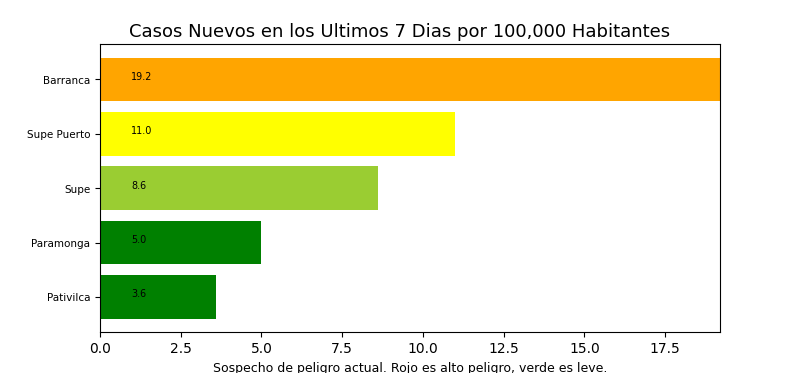 Casos Nuevos en los Ultimos 7 Dias por 100,000 Habitantes
Barranca 19.2
Supe Puerto 11.0
Supe 8.6
Paramonga 5.0
Pativilca 3.6
0.0 2.5 5.0 7.5 10.0 12.5 15.0 17.5
Sospecho de peligro actual. Rojo es alto peligro, verde es leve.